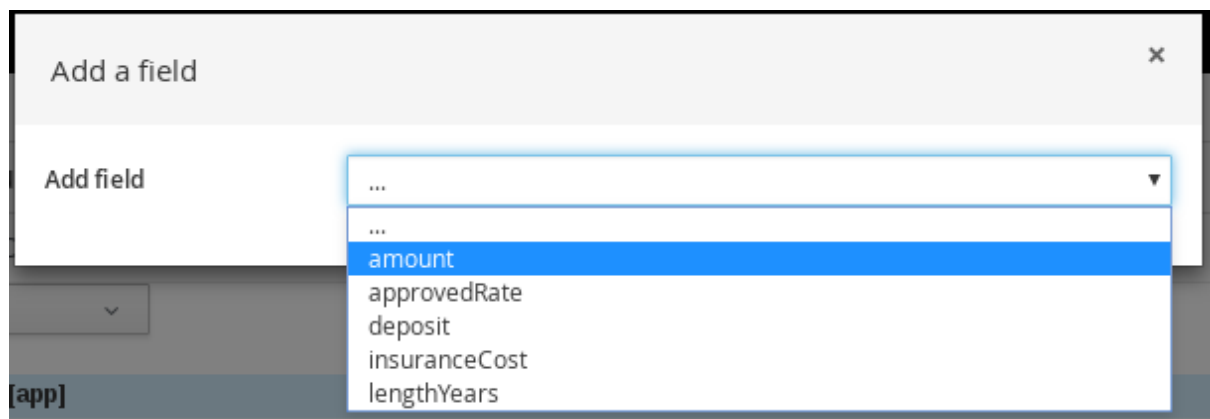 Add a field
×
Add field
...
...
amount
approvedRate
deposit
insuranceCost
lengthYears
[app]